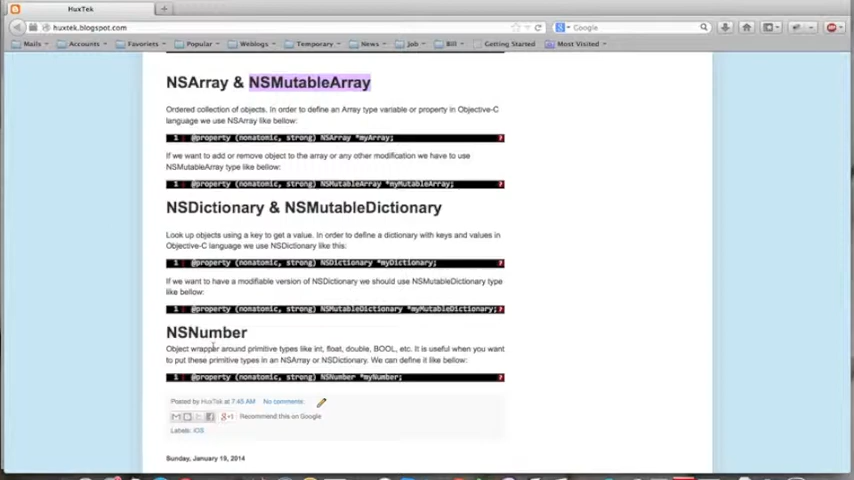 HuxTek
huxtek.blogspot.com
Google
Mails
Accounts
Favoriets
Popular
Weblogs
Temporary
News
Job
Bill
Getting Started
Most Visited
NSArray & NSMutableArray
Ordered collection of objects. In order to define an Array type variable or property in Objective-C
language we use NSArray like bellow:
1 @property (nonatomic, strong) NSArray *myArray;
?
If we want to add or remove object to the array or any other modification we have to use
NSMutableArray type like bellow:
1 @property (nonatomic, strong) NSMutableArray *myMutableArray;
?
NSDictionary & NSMutableDictionary
Look up objects using a key to get a value. In order to define a dictionary with keys and values in
Objective-C language we use NSDictionary like this:
1 @property (nonatomic, strong) NSDictionary *myDictionary;
?
If we want to have a modifiable version of NSDictionary we should use NSMutableDictionary type
like bellow:
1 @property (nonatomic, strong) NSMutableDictionary *myMutableDictionary;
?
NSNumber
Object wrapper around primitive types like int, float, double, BOOL, etc. It is useful when you want
to put these primitive types in an NSArray or NSDictionary. We can define it like bellow:
1 @property (nonatomic, strong) NSNumber *myNumber;
?
Posted by HuxTek at 7:45 AM No comments:
g+1 Recommend this on Google
Labels: iOS
Sunday, January 19, 2014